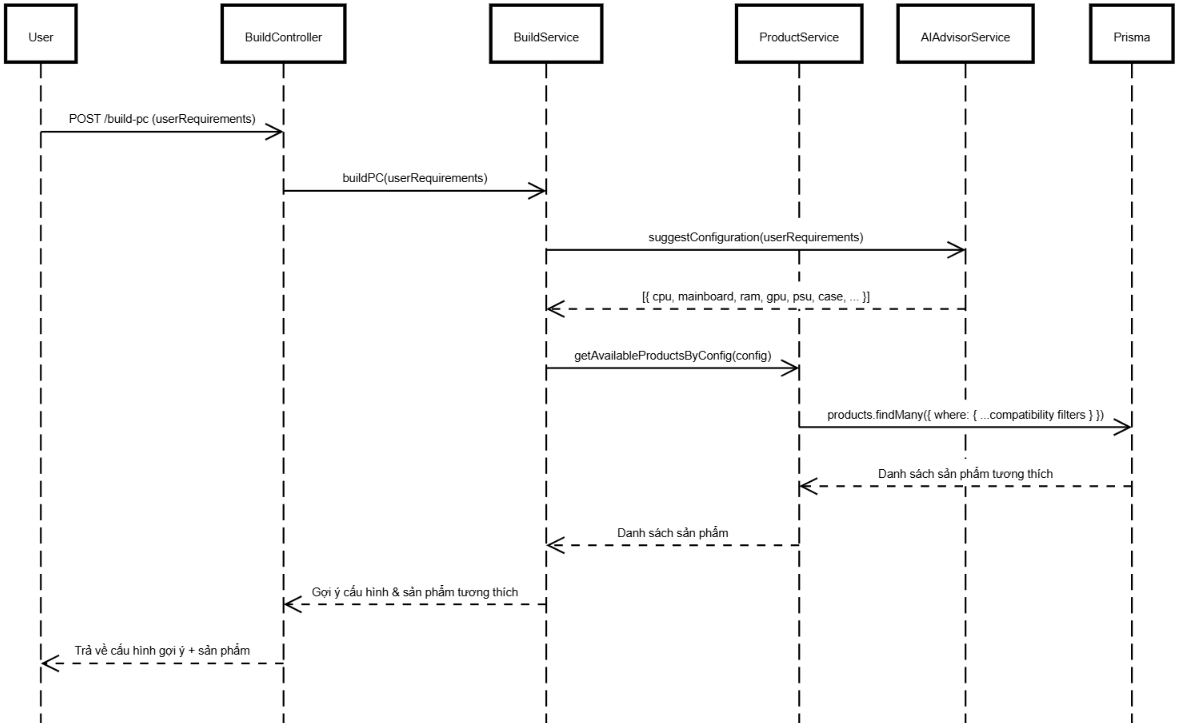 User
BuildController
BuildService
ProductService
AIAdvisorService
Prisma
POST /build-pc (userRequirements)
buildPC(userRequirements)
suggestConfiguration(userRequirements)
[{ cpu, mainboard, ram, gpu, psu, case, ... }]
getAvailableProductsByConfig(config)
products.findMany({ where: { ...compatibility filters } })
Danh sách sản phẩm tương thích
Danh sách sản phẩm
Gợi ý cấu hình & sản phẩm tương thích
Trả về cấu hình gợi ý + sản phẩm